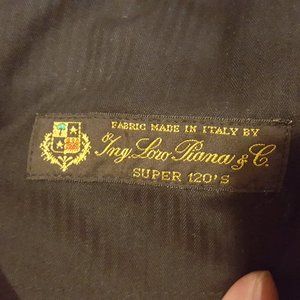 FABRIC MADE IN ITALY BY
Ing. Loro Piana & C.
SUPER 120'S